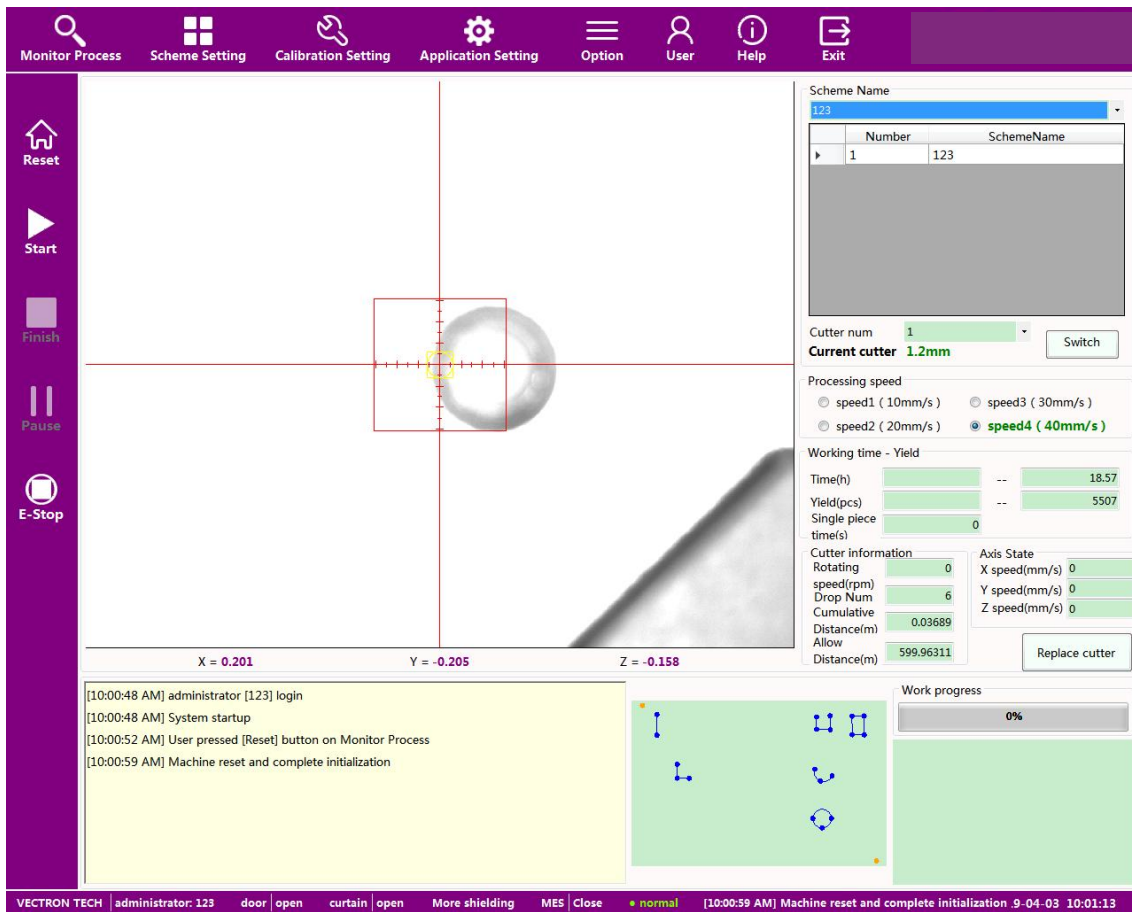 Monitor Process Scheme Setting Calibration Setting Application Setting Option User Help Exit
Reset
Start
Finish
Pause
E-Stop
X = 0.201 Y = -0.205 Z = -0.158
Scheme Name
123
Number SchemeName
1 123
Cutter num 1
Switch
Current cutter 1.2mm
Processing speed
speed1 ( 10mm/s ) speed3 ( 30mm/s )
speed2 ( 20mm/s ) speed4 ( 40mm/s )
Working time - Yield
Time(h) -- 18.57
Yield(pcs) -- 5507
Single piece
time(s) 0
Cutter information
Rotating
speed(rpm) 0
Drop Num 6
Cumulative
Distance(m) 0.03689
Allow
Distance(m) 599.96311
Axis State
X speed(mm/s) 0
Y speed(mm/s) 0
Z speed(mm/s) 0
Replace cutter
[10:00:48 AM] administrator [123] login
[10:00:48 AM] System startup
[10:00:52 AM] User pressed [Reset] button on Monitor Process
[10:00:59 AM] Machine reset and complete initialization
Work progress
0%
VECTRON TECH administrator: 123 door open curtain open More shielding MES Close normal [10:00:59 AM] Machine reset and complete initialization .9-04-03 10:01:13